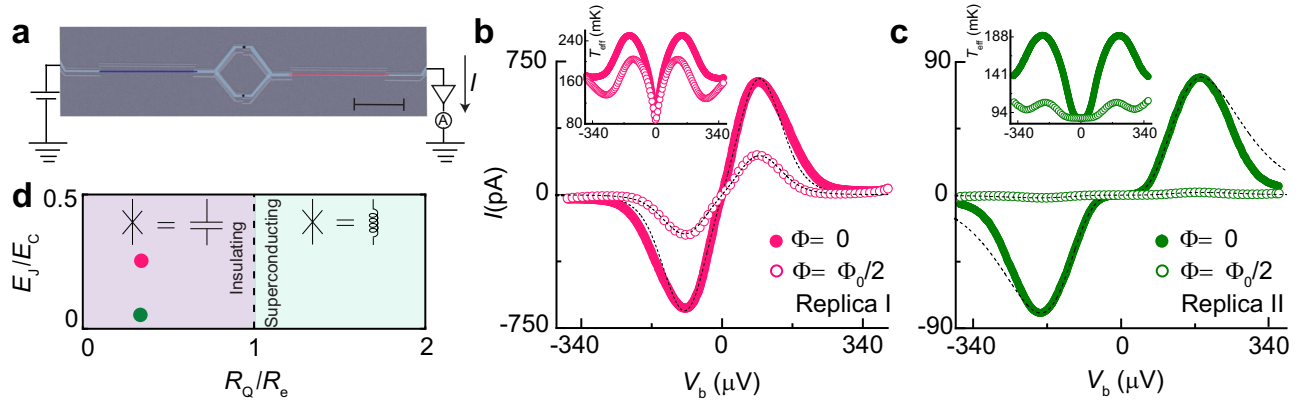 a
I
A
b
750
0
-750
I(pA)
-340
0
340
V_b (μV)
240
160
80
T_eff (mK)
-340
0
340
Φ= 0
Φ= Φ_0/2
Replica I
c
90
0
-90
-340
0
340
V_b (μV)
188
141
94
T_eff (mK)
-340
0
340
Φ= 0
Φ= Φ_0/2
Replica II
d
0.5
0
E_J/E_C
=
=
Insulating
Superconducting
0
1
2
R_Q/R_e